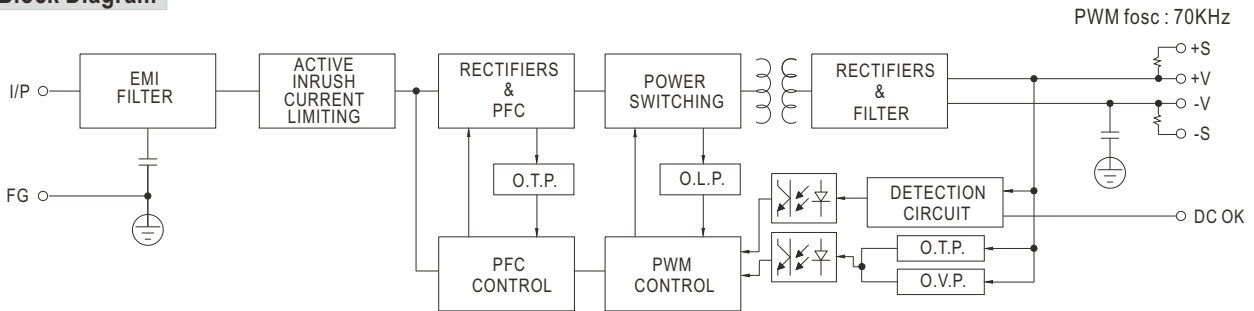 Block Diagram
PWM fosc : 70KHz
I/P
EMI
FILTER
ACTIVE
INRUSH
CURRENT
LIMITING
RECTIFIERS
&
PFC
POWER
SWITCHING
RECTIFIERS
&
FILTER
+S
+V
-V
-S
FG
O.T.P.
O.L.P.
DETECTION
CIRCUIT
DC OK
PFC
CONTROL
PWM
CONTROL
O.T.P.
O.V.P.